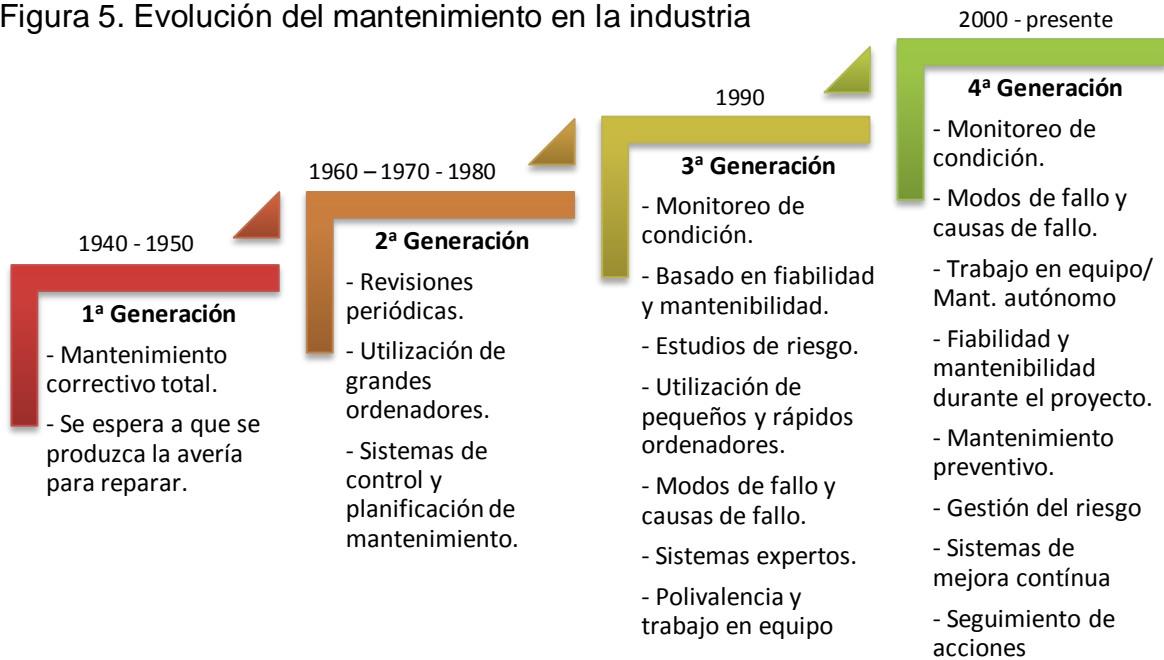 Figura 5. Evolución del mantenimiento en la industria
1940 - 1950
1ª Generación
- Mantenimiento
correctivo total.
- Se espera a que se
produzca la avería
para reparar.
1960 – 1970 - 1980
2ª Generación
- Revisiones
periódicas.
- Utilización de
grandes
ordenadores.
- Sistemas de
control y
planificación de
mantenimiento.
1990
3ª Generación
- Monitoreo de
condición.
- Basado en fiabilidad
y mantenibilidad.
- Estudios de riesgo.
- Utilización de
pequeños y rápidos
ordenadores.
- Modos de fallo y
causas de fallo.
- Sistemas expertos.
- Polivalencia y
trabajo en equipo
2000 - presente
4ª Generación
- Monitoreo de
condición.
- Modos de fallo y
causas de fallo.
- Trabajo en equipo/
Mant. autónomo
- Fiabilidad y
mantenibilidad
durante el proyecto.
- Mantenimiento
preventivo.
- Gestión del riesgo
- Sistemas de
mejora contínua
- Seguimiento de
acciones